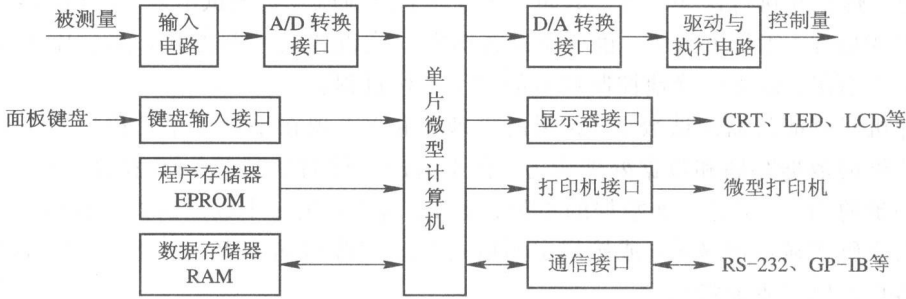 被测量
输入
电路
A/D 转换
接口
D/A 转换
接口
驱动与
执行电路
控制量
面板键盘
键盘输入接口
单片微型计算机
显示器接口
CRT、LED、LCD等
程序存储器
EPROM
打印机接口
微型打印机
数据存储器
RAM
通信接口
RS-232、GP-IB等